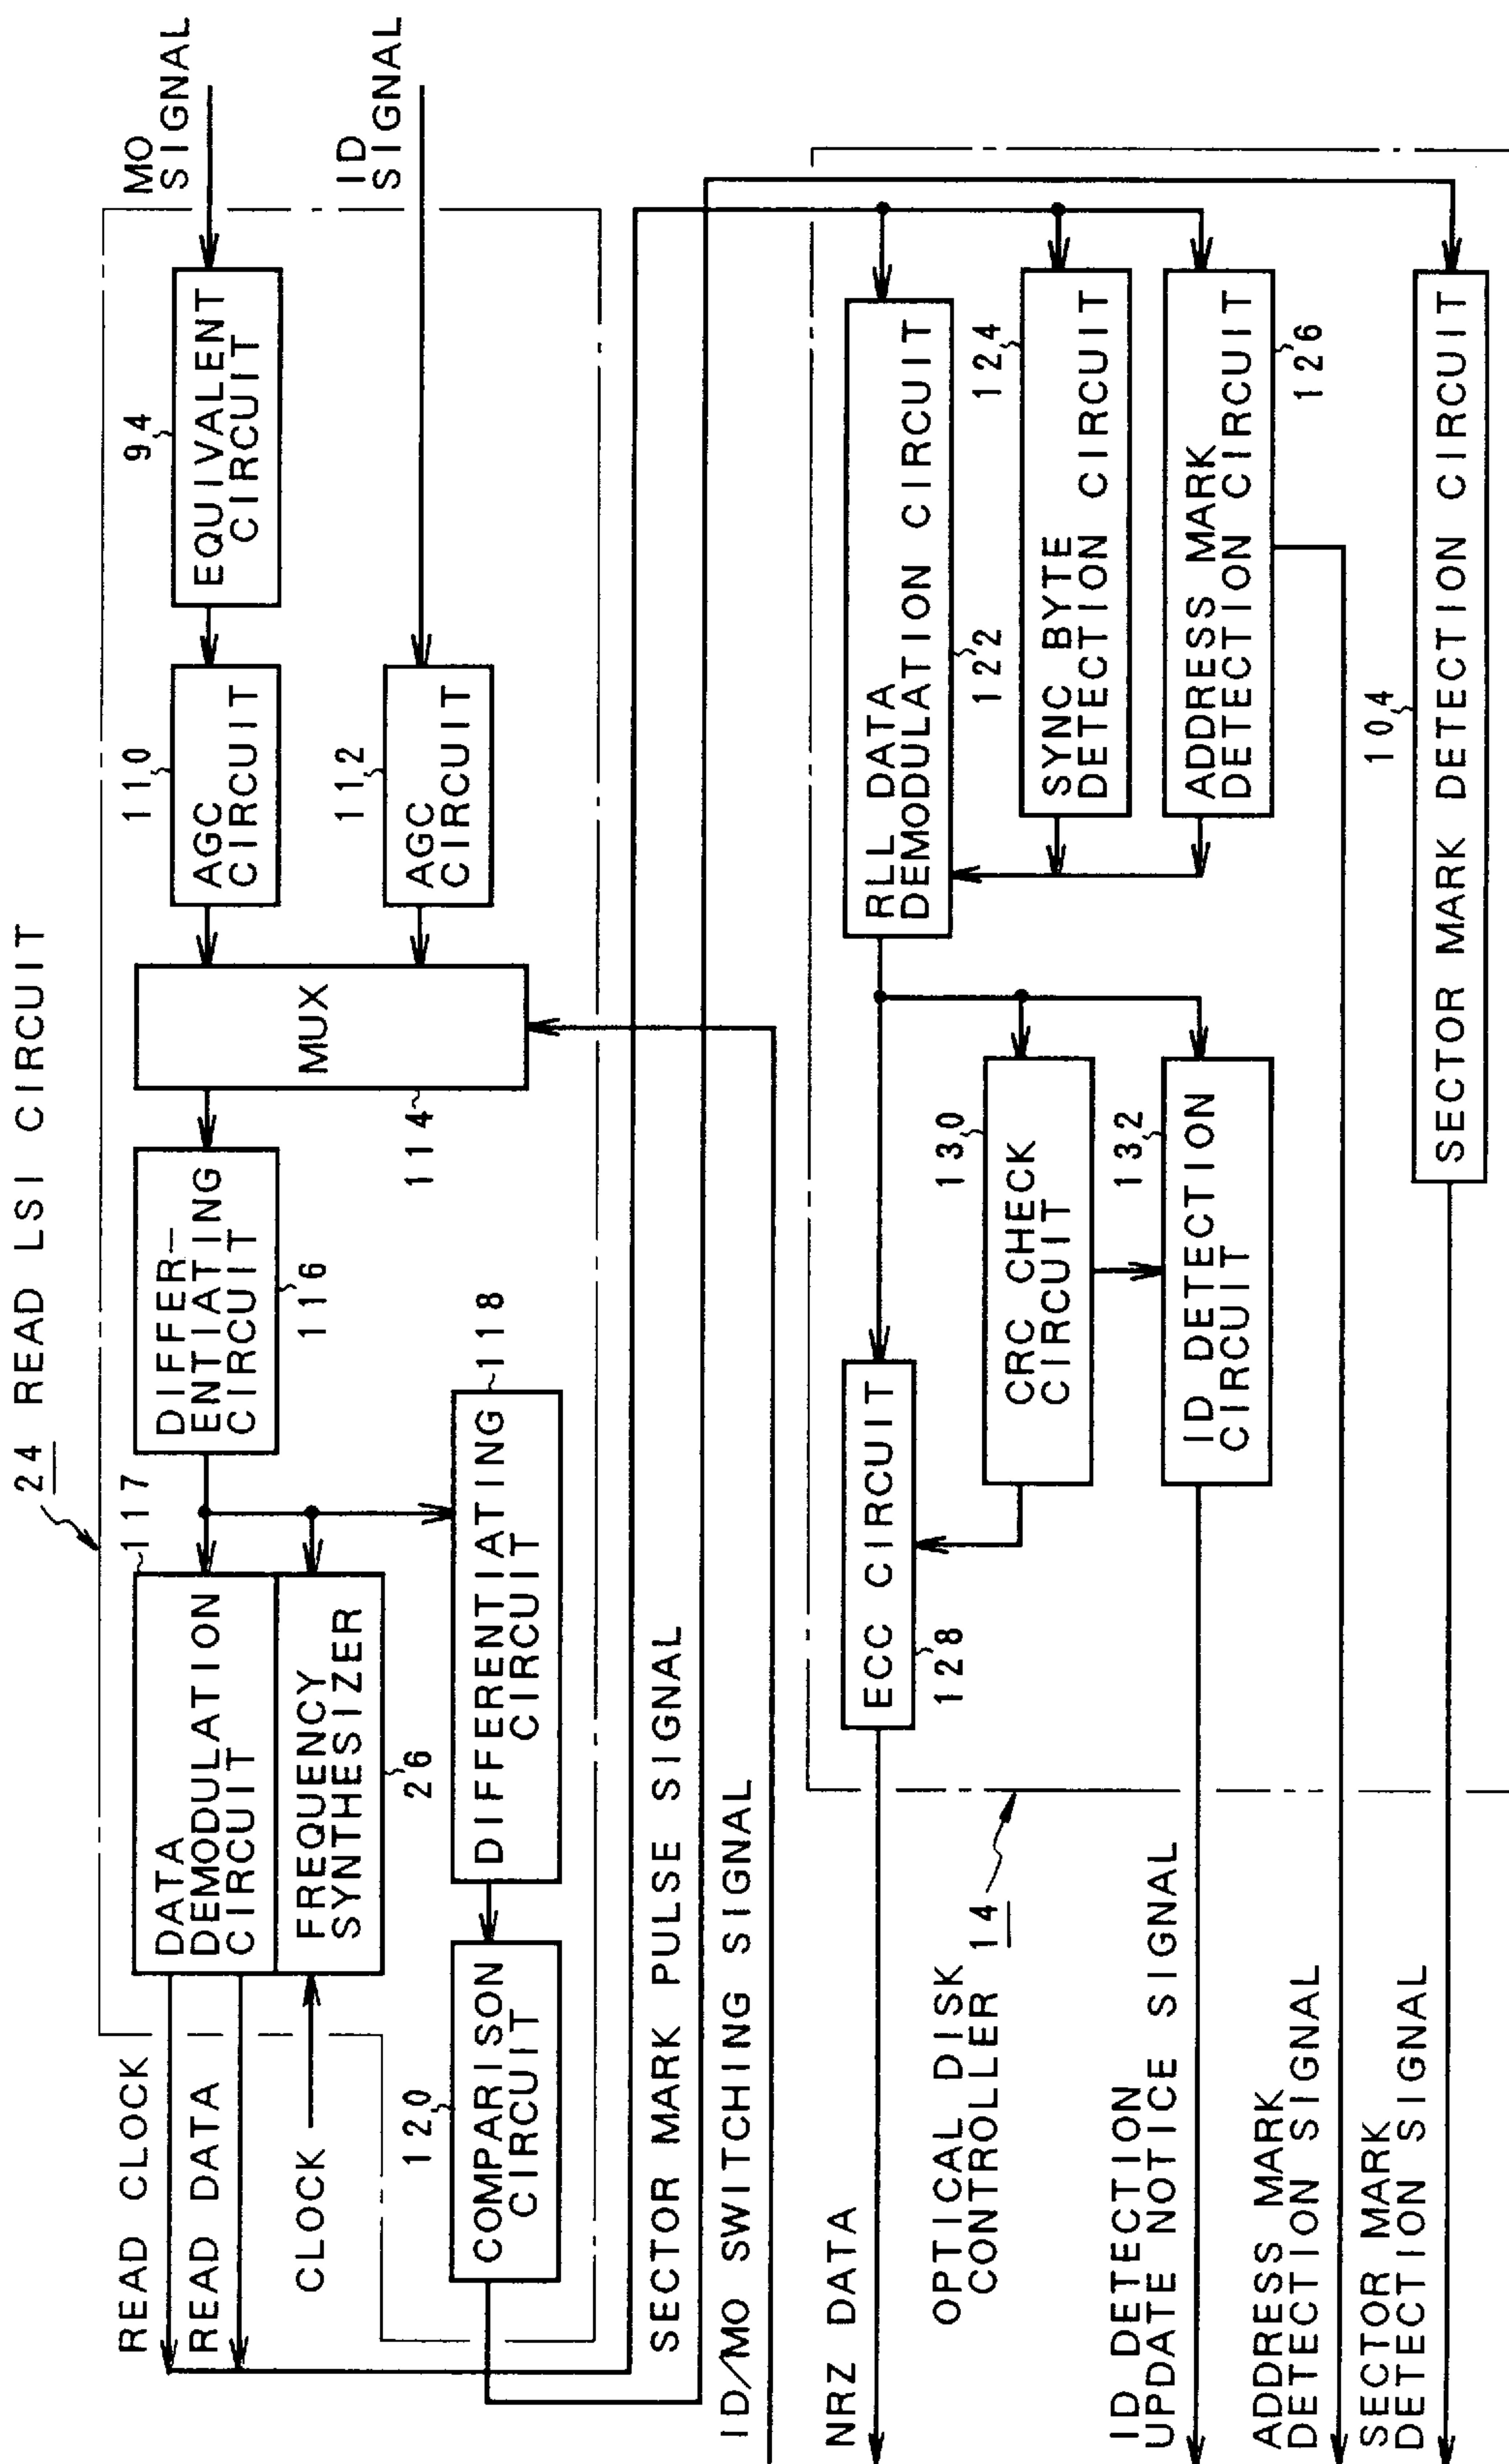 24 READ LSI CIRCUIT
READ CLOCK
READ DATA
CLOCK
117
DATA
DEMODULATION
CIRCUIT
FREQUENCY
SYNTHESIZER
26
DIFFER-
ENTIATING
CIRCUIT
116
MUX
114
110
AGC
CIRCUIT
112
AGC
CIRCUIT
94
EQUIVALENT
CIRCUIT
MO
SIGNAL
ID
SIGNAL
120
COMPARISON
CIRCUIT
DIFFERENTIATING
CIRCUIT
118
SECTOR MARK PULSE SIGNAL
ID/MO SWITCHING SIGNAL
NRZ DATA
OPTICAL DISK
CONTROLLER 14
ECC CIRCUIT
128
130
CRC CHECK
CIRCUIT
132
ID DETECTION
CIRCUIT
RLL DATA
DEMODULATION CIRCUIT
122
124
SYNC BYTE
DETECTION CIRCUIT
ADDRESS MARK
DETECTION CIRCUIT
126
104
SECTOR MARK DETECTION CIRCUIT
ID DETECTION
UPDATE NOTICE SIGNAL
ADDRESS MARK
DETECTION SIGNAL
SECTOR MARK
DETECTION SIGNAL